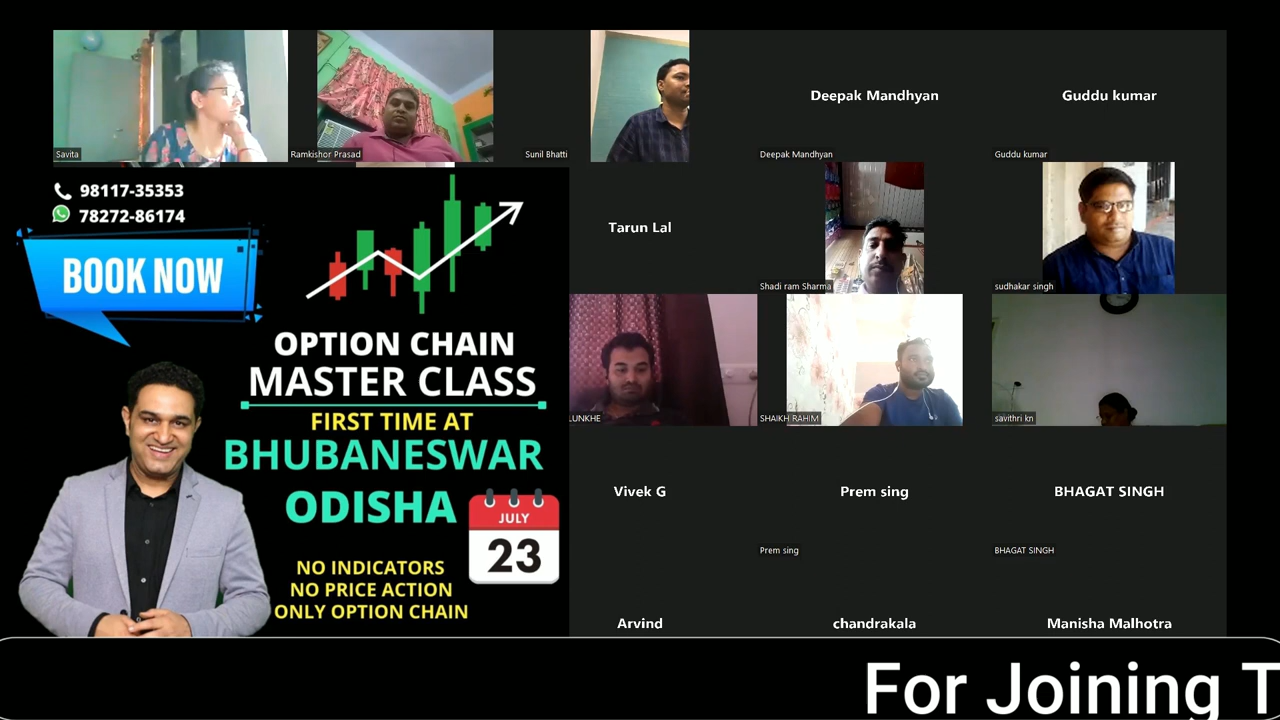 Deepak Mandhyan
Guddu kumar
Savita
Ramkishor Prasad
Sunil Bhatti
Deepak Mandhyan
Guddu kumar
98117-35353
78272-86174
BOOK NOW
OPTION CHAIN
MASTER CLASS
FIRST TIME AT
BHUBANESWAR
ODISHA
JULY
23
NO INDICATORS
NO PRICE ACTION
ONLY OPTION CHAIN
Tarun Lal
Shadi ram Sharma
sudhakar singh
LUNKHE
SHAIKH RAHIM
savithri kn
Vivek G
Prem sing
BHAGAT SINGH
Prem sing
BHAGAT SINGH
Arvind
chandrakala
Manisha Malhotra
For Joining T